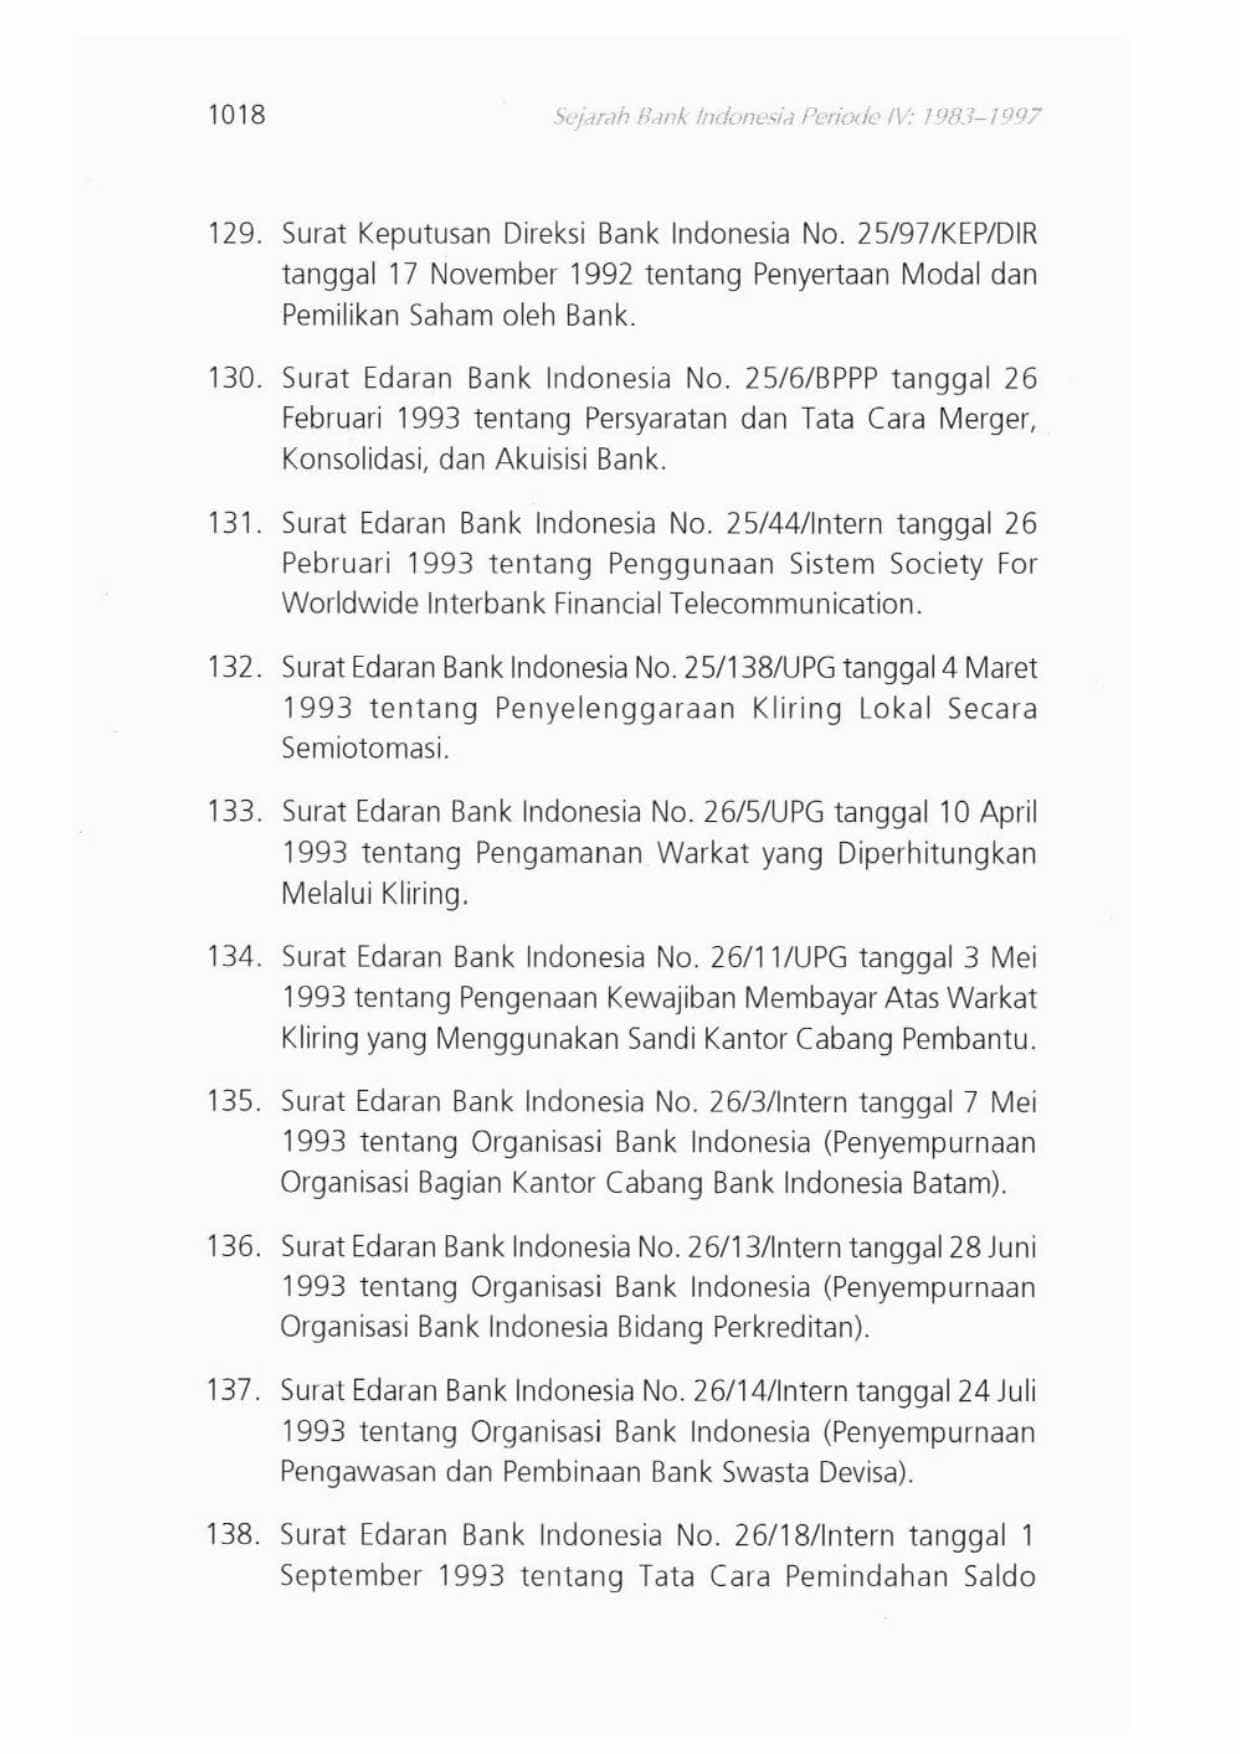 1018
Sejarah Bank Indonesia Periode IV: 1983–1997
129. Surat Keputusan Direksi Bank Indonesia No. 25/97/KEP/DIR
tanggal 17 November 1992 tentang Penyertaan Modal dan
Pemilikan Saham oleh Bank.
130. Surat Edaran Bank Indonesia No. 25/6/BPPP tanggal 26
Februari 1993 tentang Persyaratan dan Tata Cara Merger,
Konsolidasi, dan Akuisisi Bank.
131. Surat Edaran Bank Indonesia No. 25/44/Intern tanggal 26
Pebruari 1993 tentang Penggunaan Sistem Society For
Worldwide Interbank Financial Telecommunication.
132. Surat Edaran Bank Indonesia No. 25/138/UPG tanggal 4 Maret
1993 tentang Penyelenggaraan Kliring Lokal Secara
Semiotomasi.
133. Surat Edaran Bank Indonesia No. 26/5/UPG tanggal 10 April
1993 tentang Pengamanan Warkat yang Diperhitungkan
Melalui Kliring.
134. Surat Edaran Bank Indonesia No. 26/11/UPG tanggal 3 Mei
1993 tentang Pengenaan Kewajiban Membayar Atas Warkat
Kliring yang Menggunakan Sandi Kantor Cabang Pembantu.
135. Surat Edaran Bank Indonesia No. 26/3/Intern tanggal 7 Mei
1993 tentang Organisasi Bank Indonesia (Penyempurnaan
Organisasi Bagian Kantor Cabang Bank Indonesia Batam).
136. Surat Edaran Bank Indonesia No. 26/13/Intern tanggal 28 Juni
1993 tentang Organisasi Bank Indonesia (Penyempurnaan
Organisasi Bank Indonesia Bidang Perkreditan).
137. Surat Edaran Bank Indonesia No. 26/14/Intern tanggal 24 Juli
1993 tentang Organisasi Bank Indonesia (Penyempurnaan
Pengawasan dan Pembinaan Bank Swasta Devisa).
138. Surat Edaran Bank Indonesia No. 26/18/Intern tanggal 1
September 1993 tentang Tata Cara Pemindahan Saldo